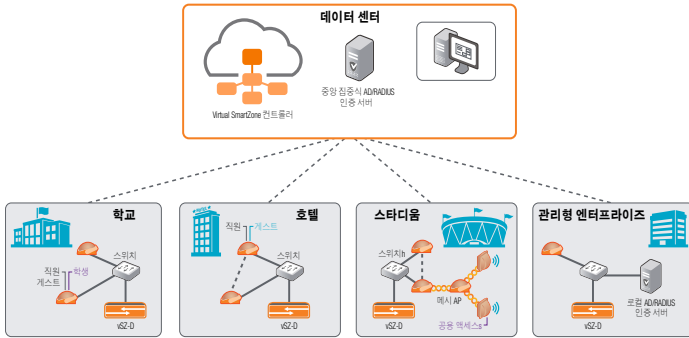 데이터 센터
Virtual SmartZone 컨트롤러
중앙 집중식 AD/RADIUS
인증 서버
학교
직원
학생
게스트
스위치
vSZ-D
호텔
직원
게스트
스위치
vSZ-D
스타디움
스위치h
메시 AP
vSZ-D
공용 액세스s
관리형 엔터프라이즈
로컬 AD/RADIUS
인증 서버
vSZ-D